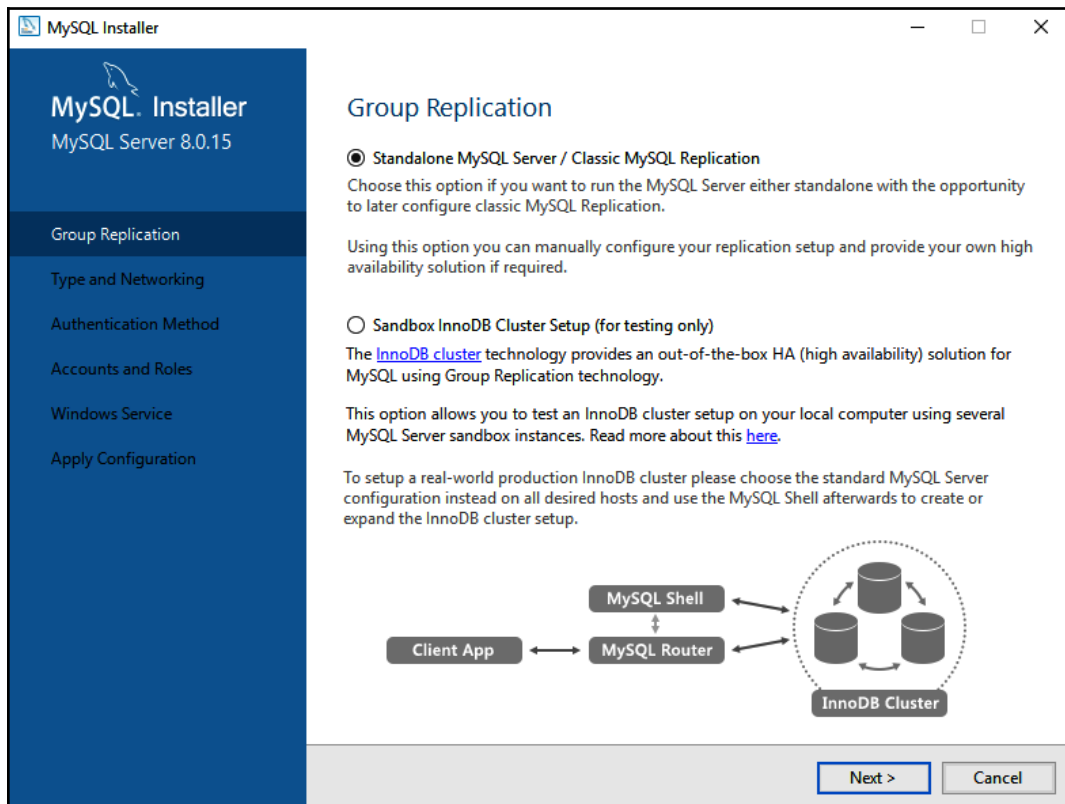 MySQL Installer
MySQL. Installer
MySQL Server 8.0.15
Group Replication
Type and Networking
Authentication Method
Accounts and Roles
Windows Service
Apply Configuration
Group Replication
Standalone MySQL Server / Classic MySQL Replication
Choose this option if you want to run the MySQL Server either standalone with the opportunity
to later configure classic MySQL Replication.
Using this option you can manually configure your replication setup and provide your own high
availability solution if required.
Sandbox InnoDB Cluster Setup (for testing only)
The InnoDB cluster technology provides an out-of-the-box HA (high availability) solution for
MySQL using Group Replication technology.
This option allows you to test an InnoDB cluster setup on your local computer using several
MySQL Server sandbox instances. Read more about this here.
To setup a real-world production InnoDB cluster please choose the standard MySQL Server
configuration instead on all desired hosts and use the MySQL Shell afterwards to create or
expand the InnoDB cluster setup.
MySQL Shell
Client App
MySQL Router
InnoDB Cluster
Next >
Cancel